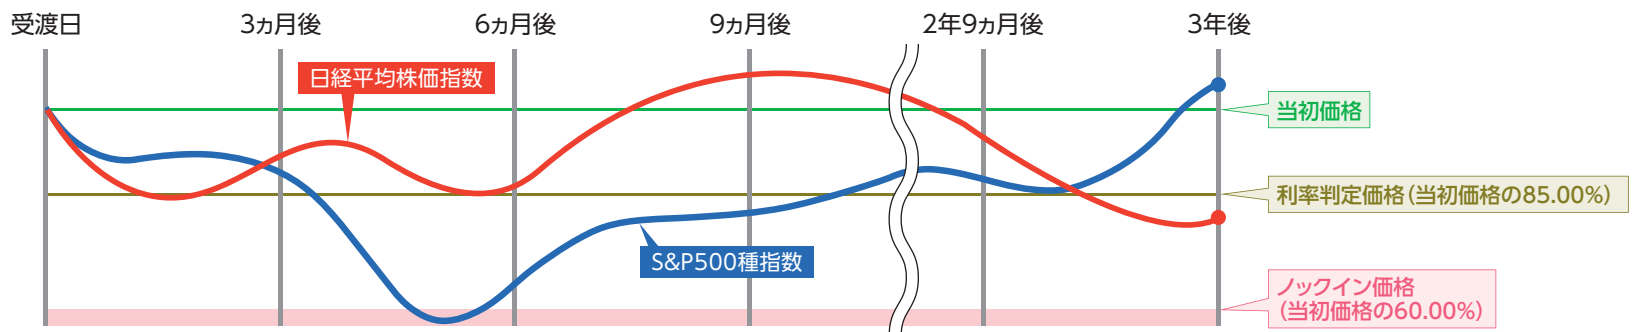 受渡日
3ヵ月後
6ヵ月後
9ヵ月後
2年9ヵ月後
3年後
日経平均株価指数
当初価格
利率判定価格(当初価格の85.00%)
S&P500種指数
ノックイン価格
(当初価格の60.00%)